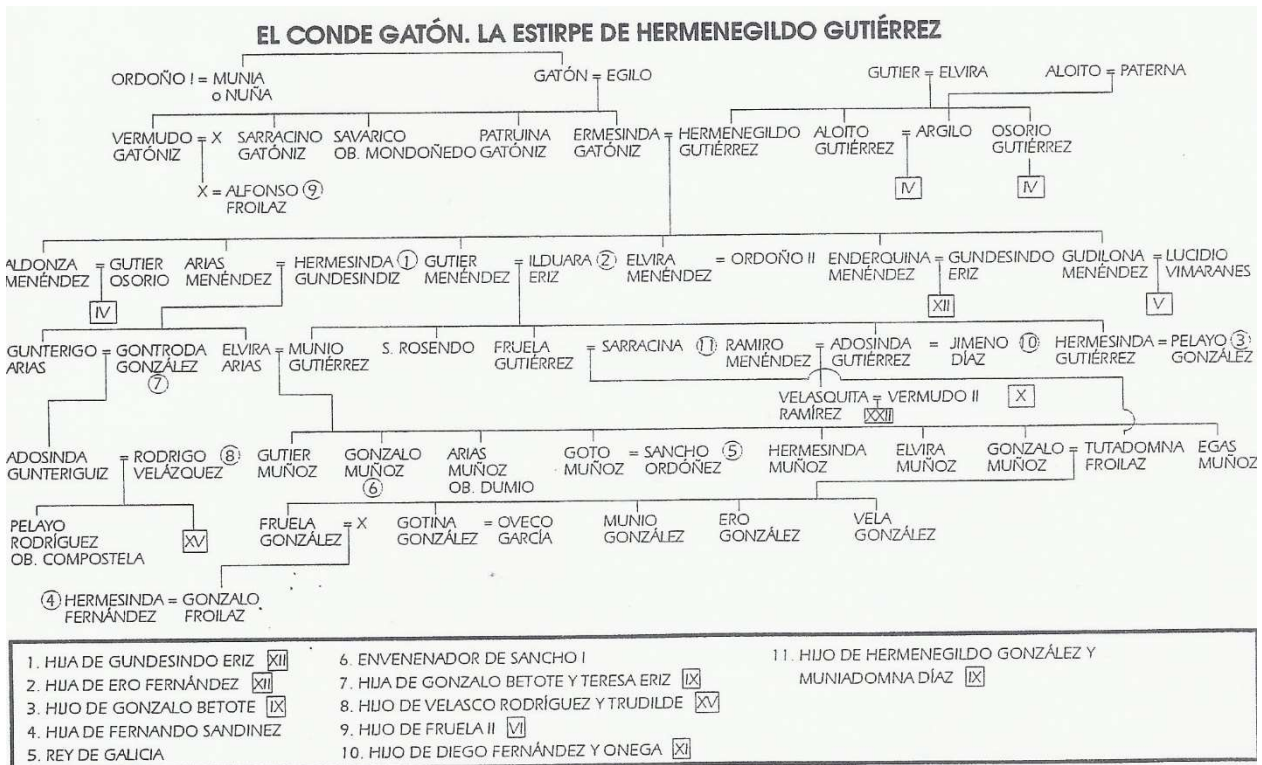 EL CONDE GATÓN. LA ESTIRPE DE HERMENEGILDO GUTIÉRREZ
ORDOÑO I = MUNIA GATÓN = EGILO GUTIER = ELVIRA ALOITO = PATERNA
o NUÑA
VERMUDO = X SARRACINO SAVARICO PATRUINA ERMESINDA = HERMENEGILDO ALOITO = ARGILO OSORIO
GATÓNIZ GATÓNIZ OB. MONDOÑEDO GATÓNIZ GATÓNIZ GUTIÉRREZ GUTIÉRREZ GUTIÉRREZ
X = ALFONSO 9 IV IV
FROILAZ
ALDONZA = GUTIER ARIAS = HERMESINDA 1 GUTIER = ILDUARA 2 ELVIRA = ORDOÑO II ENDERQUINA = GUNDESINDO GUDILONA = LUCIDIO
MENÉNDEZ OSORIO MENÉNDEZ GUNDESINDIZ MENÉNDEZ ERIZ MENÉNDEZ MENÉNDEZ ERIZ MENÉNDEZ VIMARANES
IV XII V
GUNTERIGO = GONTRODA ELVIRA = MUNIO S. ROSENDO FRUELA = SARRACINA 11 RAMIRO = ADOSINDA = JIMENO 10 HERMESINDA = PELAYO 3
ARIAS GONZÁLEZ ARIAS GUTIÉRREZ GUTIÉRREZ MENÉNDEZ GUTIÉRREZ DÍAZ GUTIÉRREZ GONZÁLEZ
7
VELASQUITA = VERMUDO II X
RAMÍREZ XXII
ADOSINDA = RODRIGO 8 GUTIER GONZALO ARIAS GOTO = SANCHO 5 HERMESINDA ELVIRA GONZALO = TUTADOMNA EGAS
GUNTERIGUIZ VELÁZQUEZ MUÑOZ MUÑOZ MUÑOZ MUÑOZ ORDÓÑEZ MUÑOZ MUÑOZ MUÑOZ FROILAZ MUÑOZ
6 OB. DUMIO
PELAYO FRUELA = X GOTINA = OVECO MUNIO ERO VELA
RODRÍGUEZ XV GONZÁLEZ GONZÁLEZ GARCÍA GONZÁLEZ GONZÁLEZ GONZÁLEZ
OB. COMPOSTELA
4 HERMESINDA = GONZALO
FERNÁNDEZ FROILAZ
1. HIJA DE GUNDESINDO ERIZ XII
2. HIJA DE ERO FERNÁNDEZ XII
3. HIJO DE GONZALO BETOTE IX
4. HIJA DE FERNANDO SANDINEZ
5. REY DE GALICIA
6. ENVENENADOR DE SANCHO I
7. HIJA DE GONZALO BETOTE Y TERESA ERIZ IX
8. HIJO DE VELASCO RODRÍGUEZ Y TRUDILDE XV
9. HIJO DE FRUELA II VI
10. HIJO DE DIEGO FERNÁNDEZ Y ONEGA XI
11. HIJO DE HERMENEGILDO GONZÁLEZ Y
MUNIADOMNA DÍAZ IX